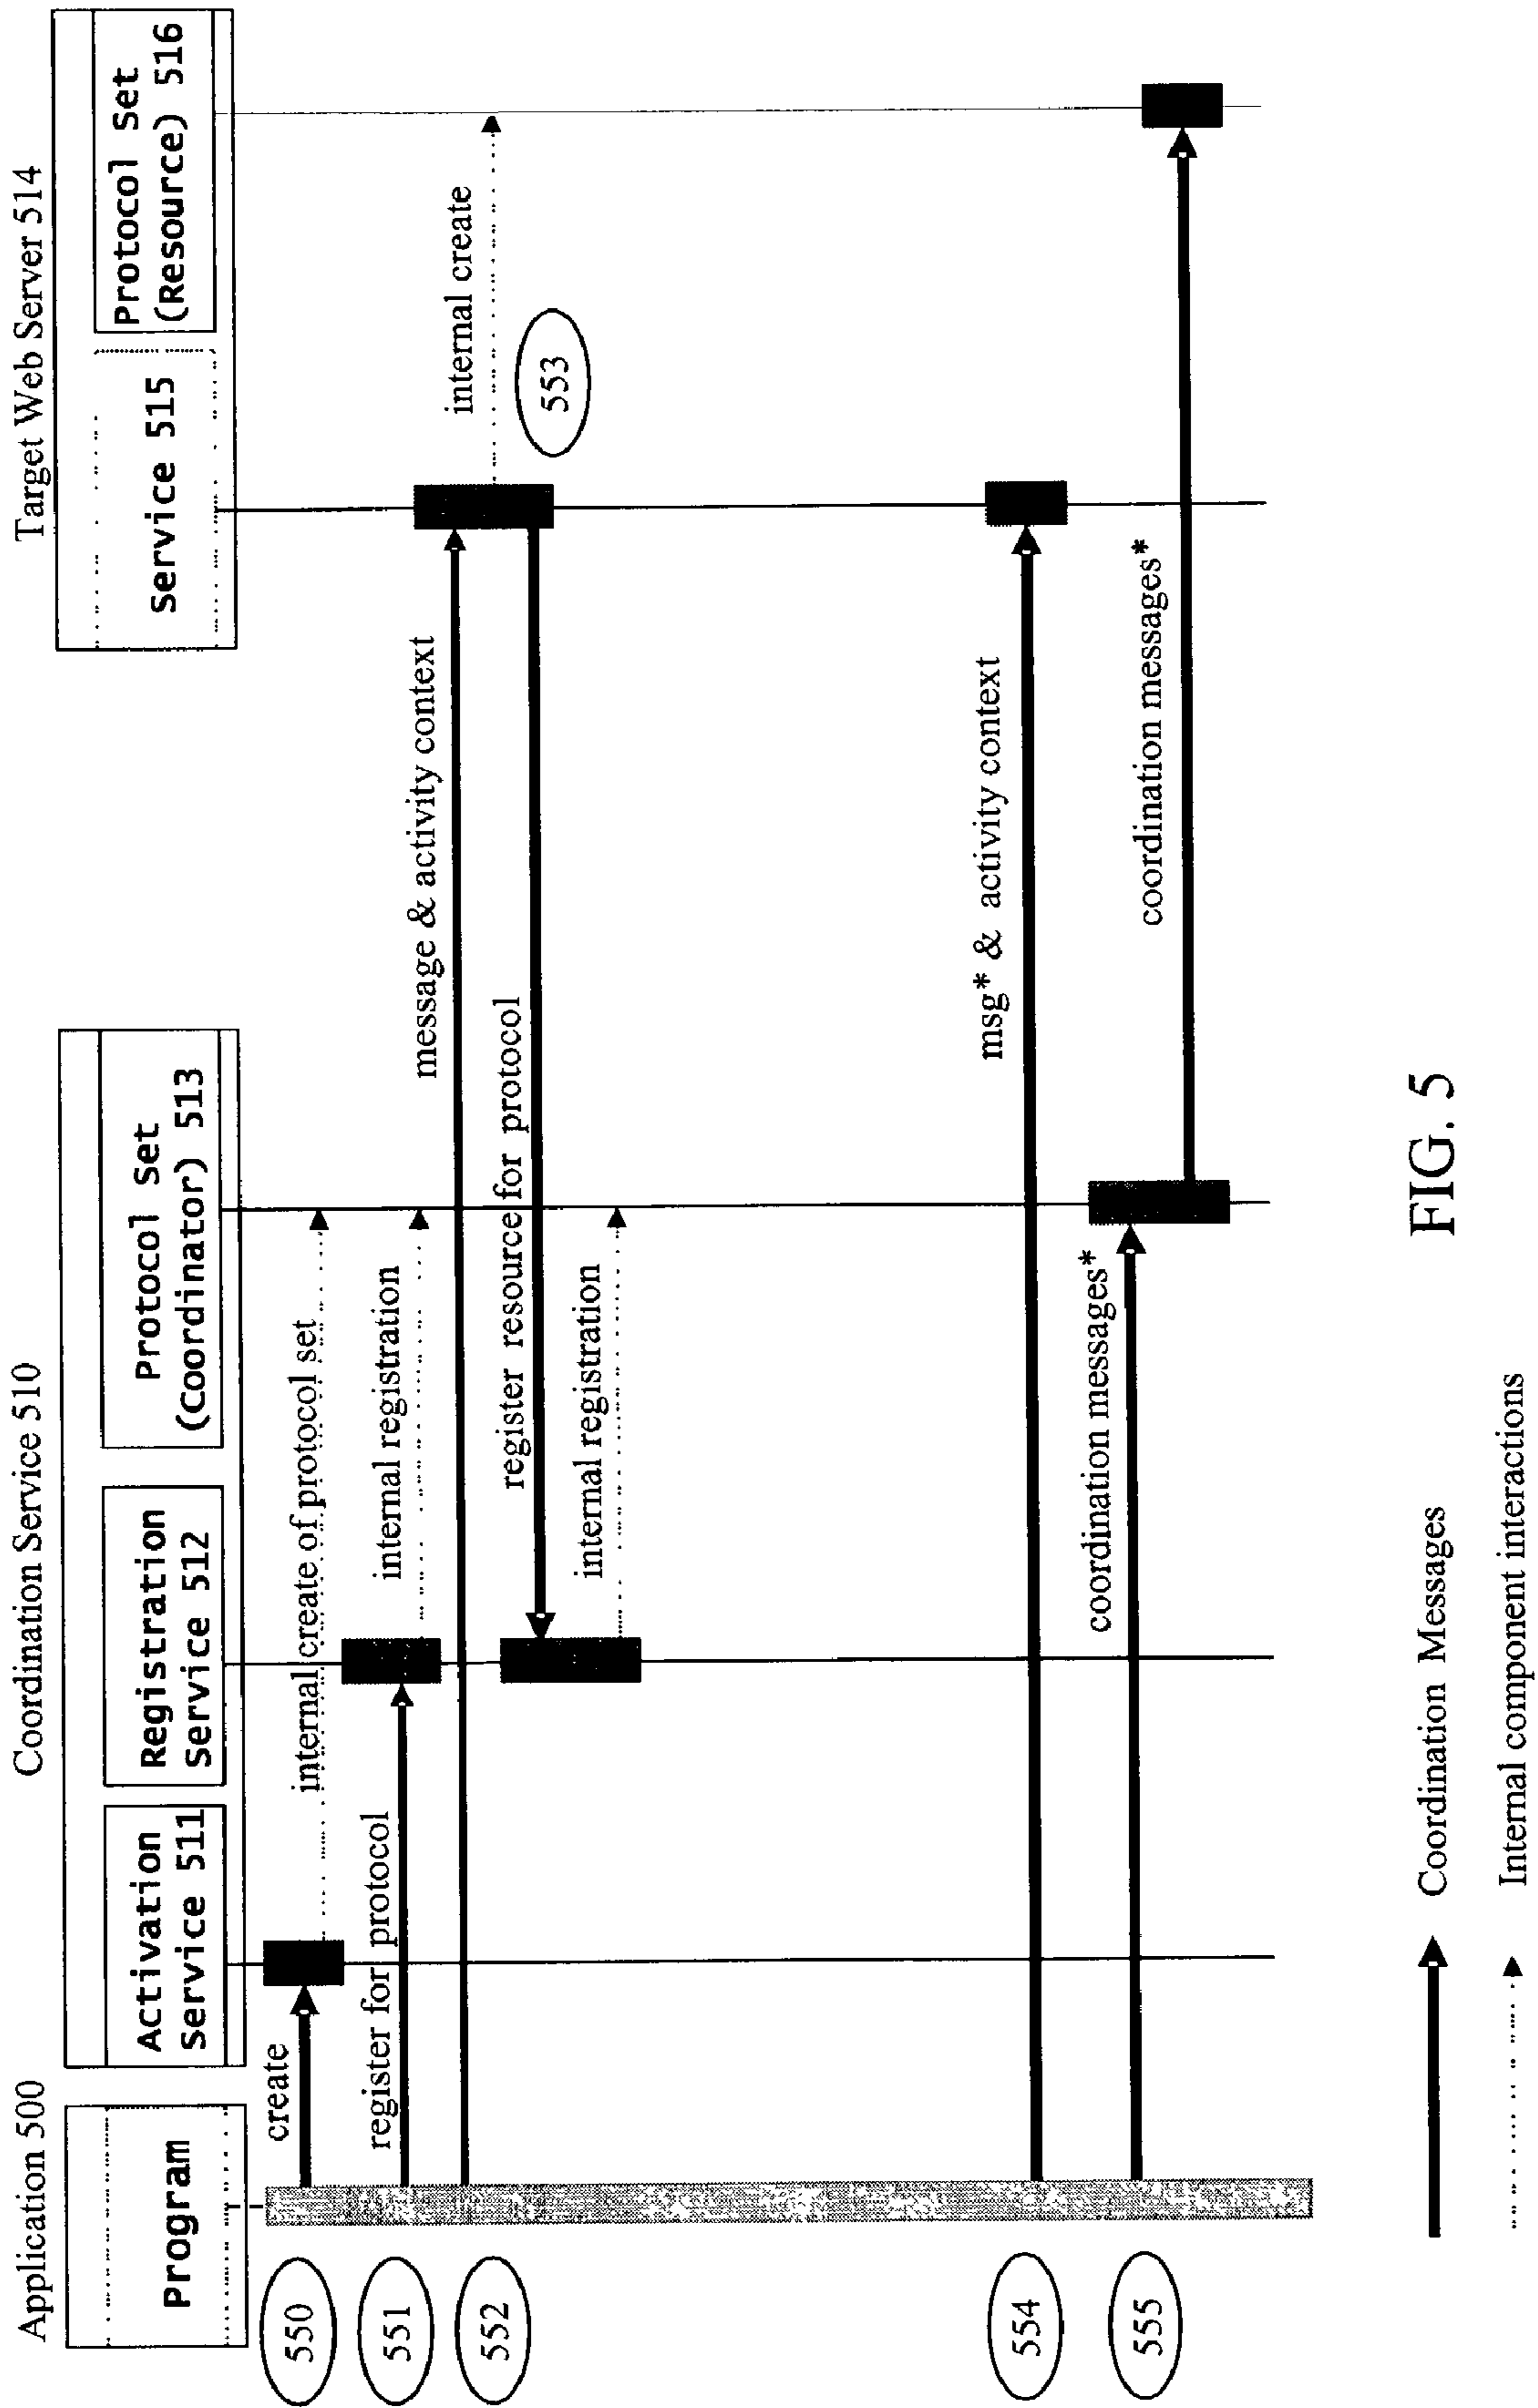 Application 500
Coordination Service 510
Target Web Server 514
Program
Activation
Service 511
Registration
Service 512
Protocol Set
(Coordinator) 513
Service 515
Protocol Set
(Resource) 516
550
create
internal create of protocol set
551
register for protocol
internal registration
552
message & activity context
internal create
553
register resource for protocol
internal registration
554
msg* & activity context
555
coordination messages*
coordination messages*
Coordination Messages
Internal component interactions
FIG. 5